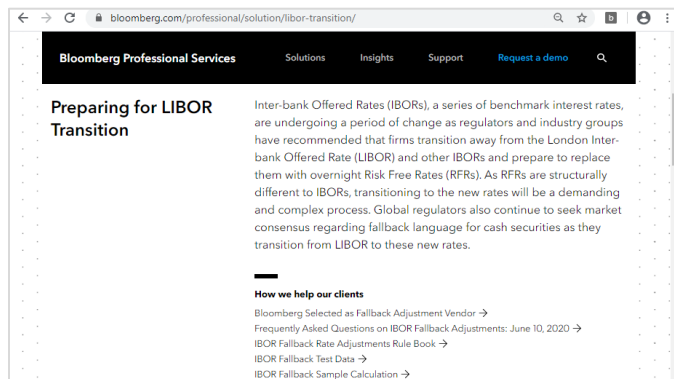 bloomberg.com/professional/solution/libor-transition/
b
Bloomberg Professional Services Solutions Insights Support Request a demo
Preparing for LIBOR
Transition
Inter-bank Offered Rates (IBORs), a series of benchmark interest rates,
are undergoing a period of change as regulators and industry groups
have recommended that firms transition away from the London Inter-
bank Offered Rate (LIBOR) and other IBORs and prepare to replace
them with overnight Risk Free Rates (RFRs). As RFRs are structurally
different to IBORs, transitioning to the new rates will be a demanding
and complex process. Global regulators also continue to seek market
consensus regarding fallback language for cash securities as they
transition from LIBOR to these new rates.
How we help our clients
Bloomberg Selected as Fallback Adjustment Vendor →
Frequently Asked Questions on IBOR Fallback Adjustments: June 10, 2020 →
IBOR Fallback Rate Adjustments Rule Book →
IBOR Fallback Test Data →
IBOR Fallback Sample Calculation →